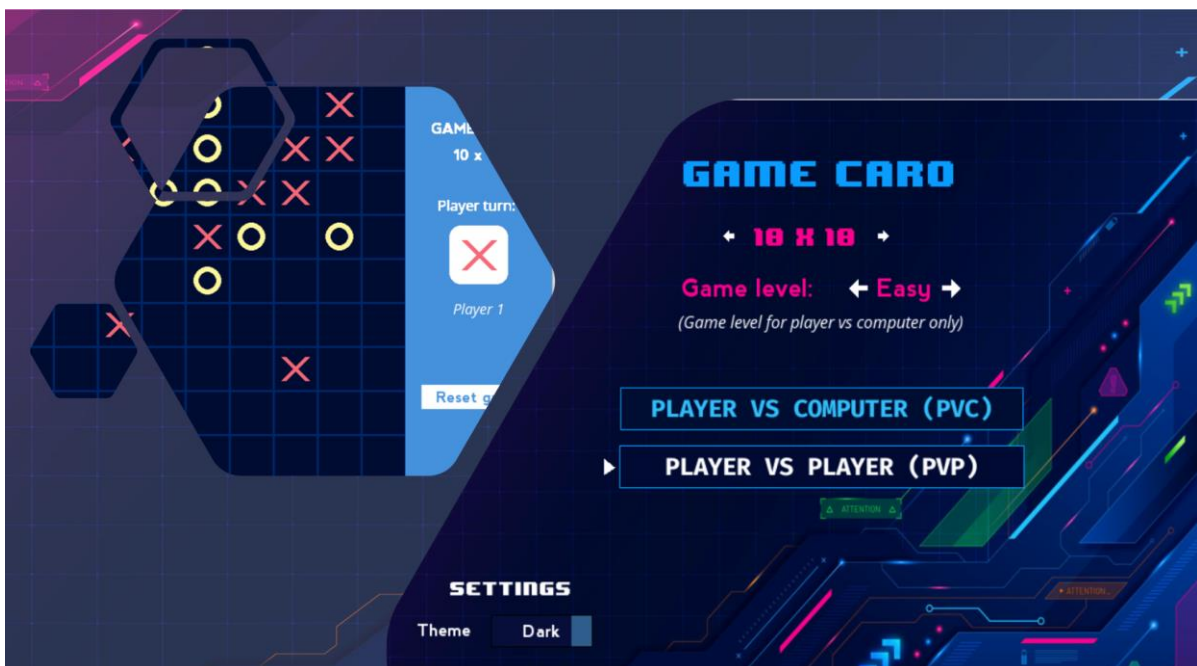 GAME
10 x
Player turn:
Player 1
Reset g
GAME CARO
10 X 10
Game level: Easy
(Game level for player vs computer only)
PLAYER VS COMPUTER (PVC)
PLAYER VS PLAYER (PVP)
ATTENTION
ATTENTION...
SETTINGS
Theme Dark